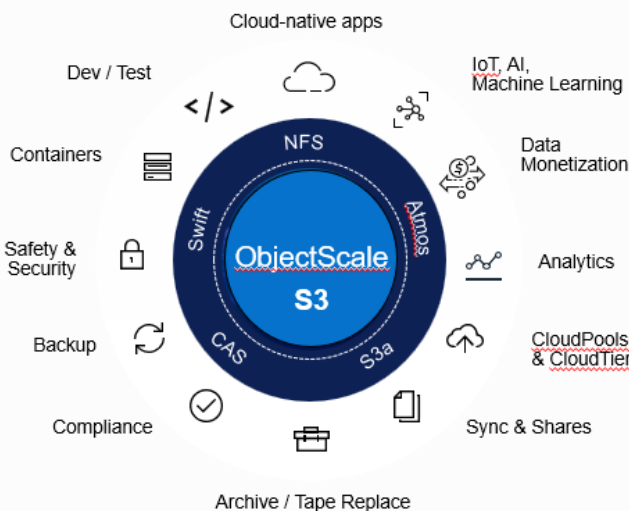 Cloud-native apps
IoT, AI,
Machine Learning
Dev / Test
Data
Monetization
Containers
Safety &
Security
Analytics
Backup
CloudPools
& CloudTier
Compliance
Sync & Shares
Archive / Tape Replace
NFS
Atmos
S3a
CAS
Swift
ObjectScale
S3